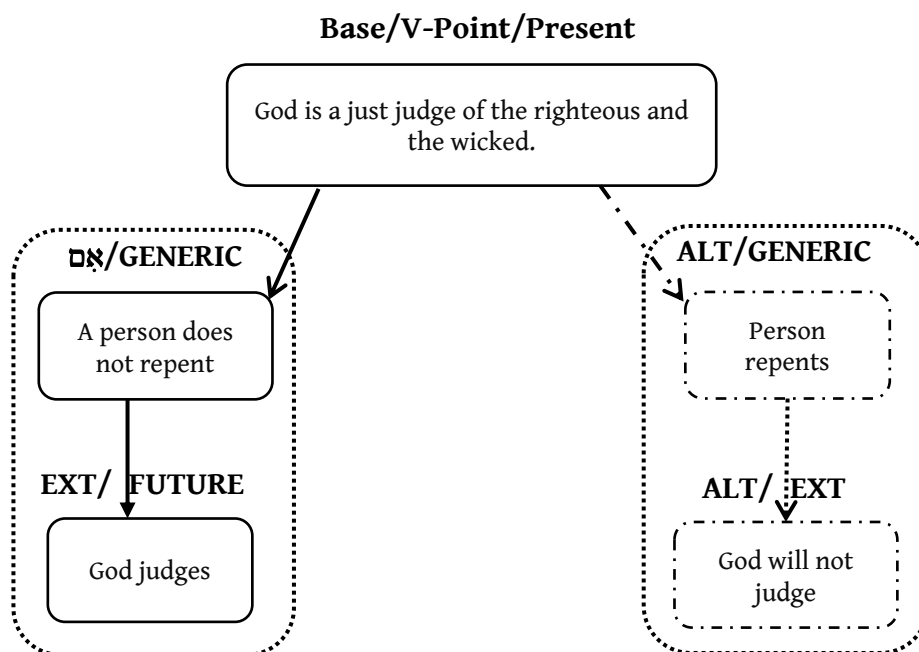 Base/V-Point/Present
God is a just judge of the righteous and
the wicked.
אִם/GENERIC
A person does
not repent
EXT/ FUTURE
God judges
ALT/GENERIC
Person
repents
ALT/ EXT
God will not
judge